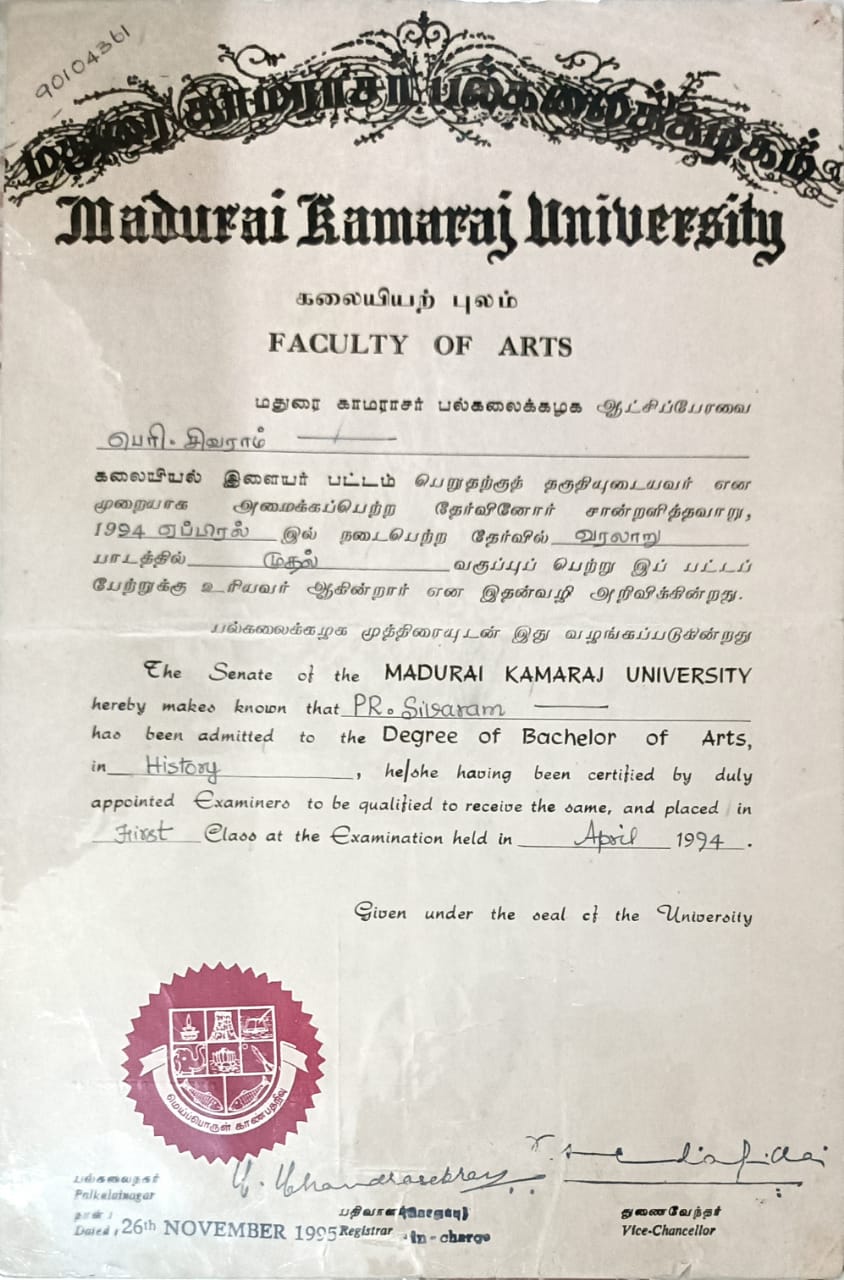 90104361
மதுரை காமராசர் பல்கலைக்கழகம்
Madurai Kamaraj University
கலையியற் புலம்
FACULTY OF ARTS
மதுரை காமராசர் பல்கலைக்கழக ஆட்சிப்பேரவை
பெரி. சிவராம்
கலையியல் இளையர் பட்டம் பெறுதற்குத் தகுதியுடையவர் என
முறையாக அமைக்கப்பெற்ற தேர்வினோர் சான்றளித்தவாறு,
1994 ஏப்பிரல் இல் நடைபெற்ற தேர்வில் வரலாறு
பாடத்தில் முதல் வகுப்புப் பெற்று இப் பட்டப்
பேற்றுக்கு உரியவர் ஆகின்றார் என இதன்வழி அறிவிக்கின்றது.
பல்கலைக்கழக முத்திரையுடன் இது வழங்கப்படுகின்றது
The Senate of the MADURAI KAMARAJ UNIVERSITY
hereby makes known that PR. Sivaram
has been admitted to the Degree of Bachelor of Arts,
in History, he/she having been certified by duly
appointed Examiners to be qualified to receive the same, and placed in
First Class at the Examination held in April 1994.
Given under the seal of the University
மெய்ப்பொருள் காண்பதறிவு
பல்கலைநகர்
Palkalainagar
நாள்:
Dated: 26th NOVEMBER 1995
பதிவாளர் (பொறுப்பு)
Registrar in-charge
துணைவேந்தர்
Vice-Chancellor